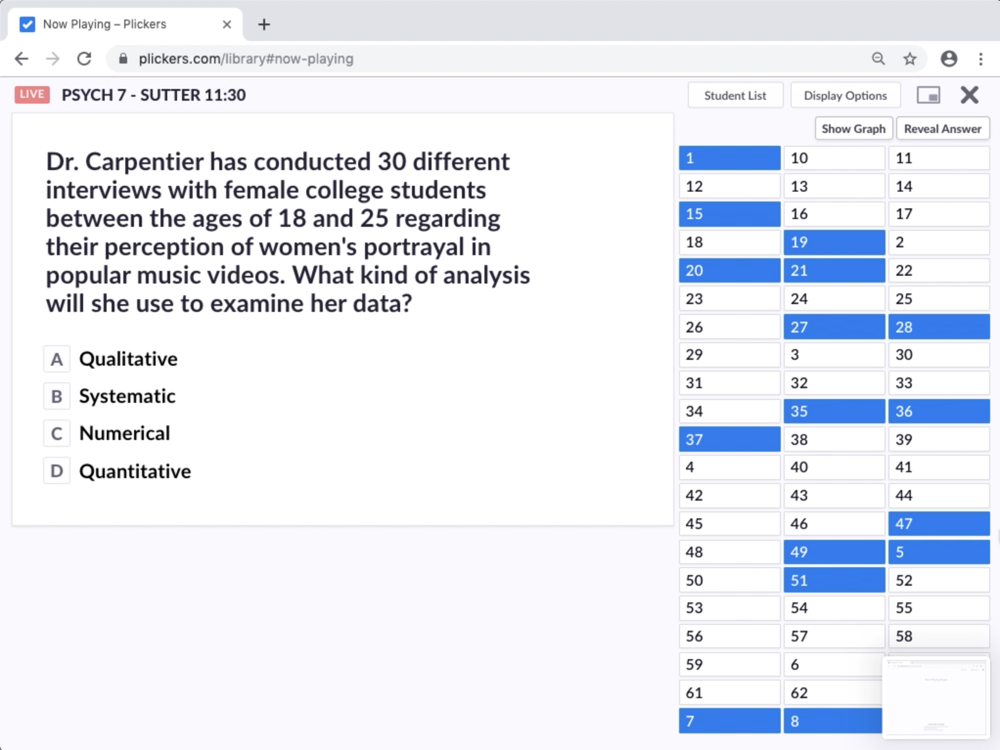 Now Playing – Plickers
plickers.com/library#now-playing
LIVE PSYCH 7 - SUTTER 11:30
Student List Display Options
Show Graph Reveal Answer
Dr. Carpentier has conducted 30 different
interviews with female college students
between the ages of 18 and 25 regarding
their perception of women's portrayal in
popular music videos. What kind of analysis
will she use to examine her data?
A Qualitative
B Systematic
C Numerical
D Quantitative
1 10 11
12 13 14
15 16 17
18 19 2
20 21 22
23 24 25
26 27 28
29 3 30
31 32 33
34 35 36
37 38 39
4 40 41
42 43 44
45 46 47
48 49 5
50 51 52
53 54 55
56 57 58
59 6
61 62
7 8